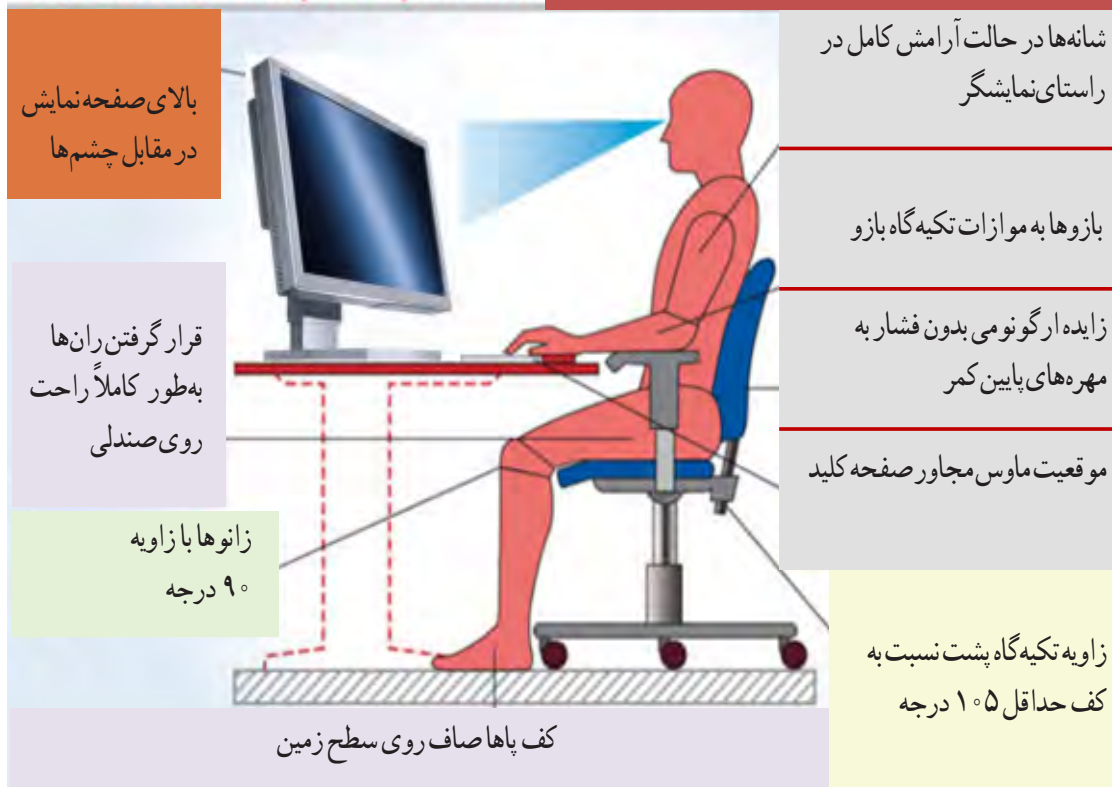 شانه‌ها در حالت آرامش کامل در
راستای‌نمایشگر
بازوها به موازات تکیه‌گاه بازو
زایده ارگونومی بدون فشار به
مهره‌های پایین کمر
موقعیت ماوس مجاور صفحه کلید
زاویه تکیه‌گاه پشت نسبت به
کف حداقل ۱۰۵ درجه
بالای صفحه‌نمایش
در مقابل چشم‌ها
قرار گرفتن ران‌ها
به‌طور کاملاً راحت
روی صندلی
زانوها با زاویه
۹۰ درجه
کف پاها صاف روی سطح زمین